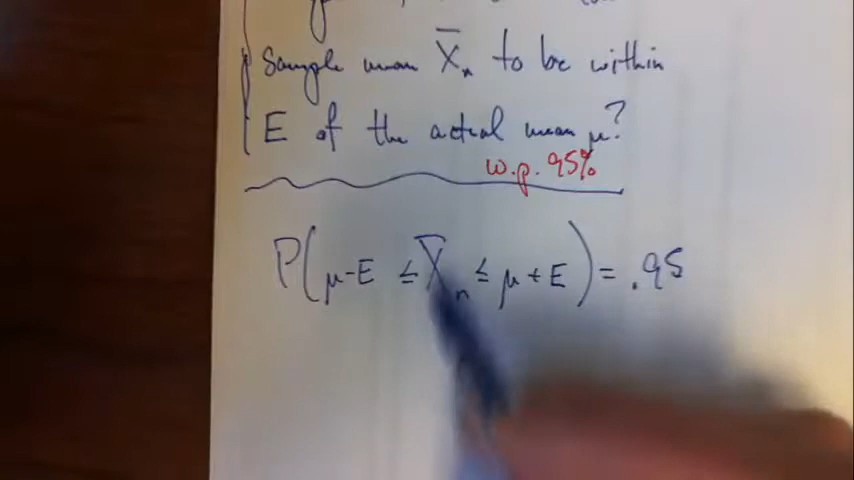 Sample mean X̄ₙ to be within
E of the actual mean μ?
w.p. 95%
P(μ-E ≤ X̄ₙ ≤ μ + E) = .95